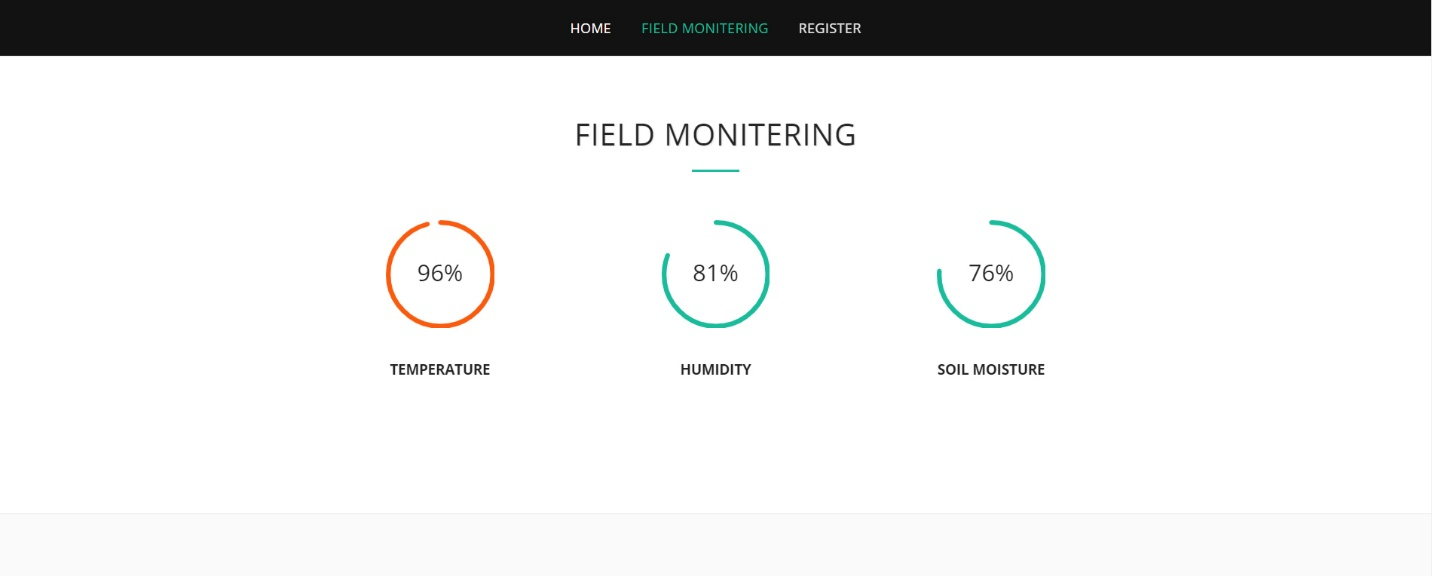 HOME FIELD MONITERING REGISTER
FIELD MONITERING
96% 81% 76%
TEMPERATURE HUMIDITY SOIL MOISTURE